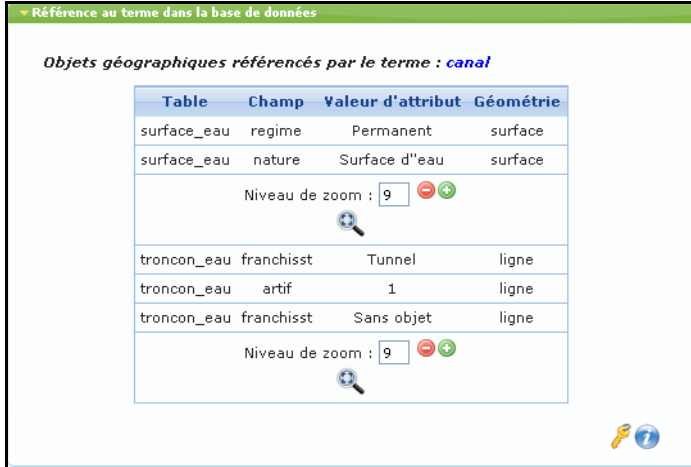 Référence au terme dans la base de données
Objets géographiques référencés par le terme : canal
Table Champ Valeur d'attribut Géométrie
surface_eau regime Permanent surface
surface_eau nature Surface d''eau surface
Niveau de zoom : 9
troncon_eau franchisst Tunnel ligne
troncon_eau artif 1 ligne
troncon_eau franchisst Sans objet ligne
Niveau de zoom : 9